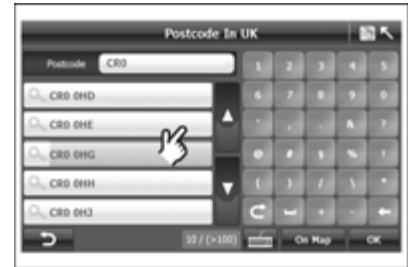 Postcode In UK
Postcode CR0
1 2 3 4 5
CR0 0HD
6 7 8 9 0
CR0 0HE
' , . & ?
CR0 0HG
@ # $ % !
CR0 0HH
( ) / \ *
CR0 0HJ
+ -
10 / (>100) On Map OK